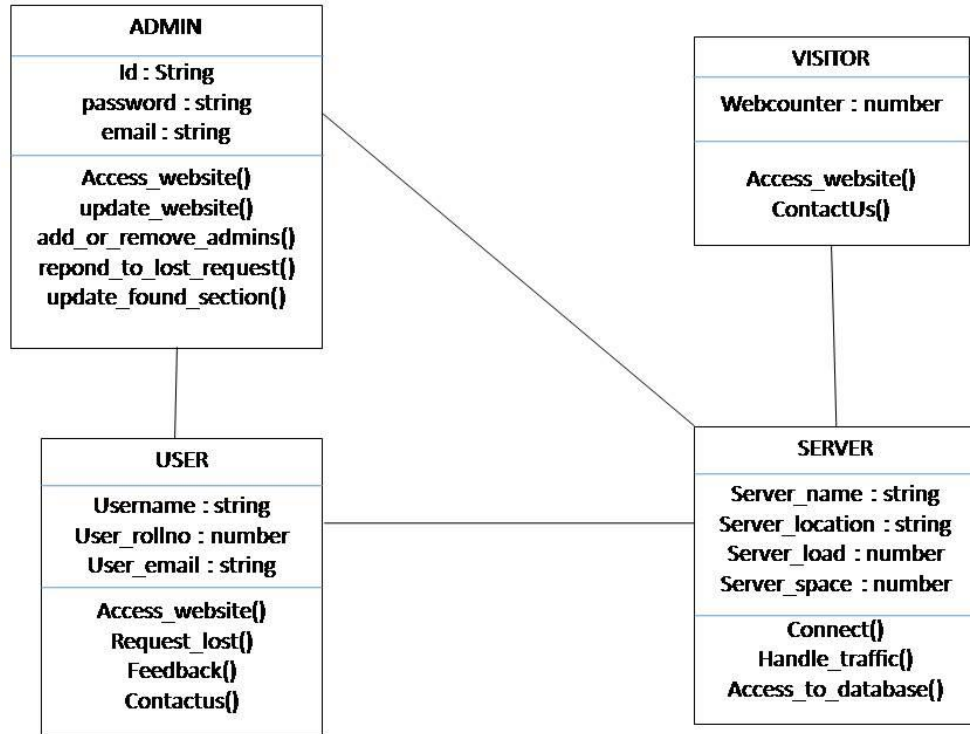 ADMIN
Id : String
password : string
email : string
Access_website()
update_website()
add_or_remove_admins()
repond_to_lost_request()
update_found_section()
VISITOR
Webcounter : number
Access_website()
ContactUs()
USER
Username : string
User_rollno : number
User_email : string
Access_website()
Request_lost()
Feedback()
Contactus()
SERVER
Server_name : string
Server_location : string
Server_load : number
Server_space : number
Connect()
Handle_traffic()
Access_to_database()